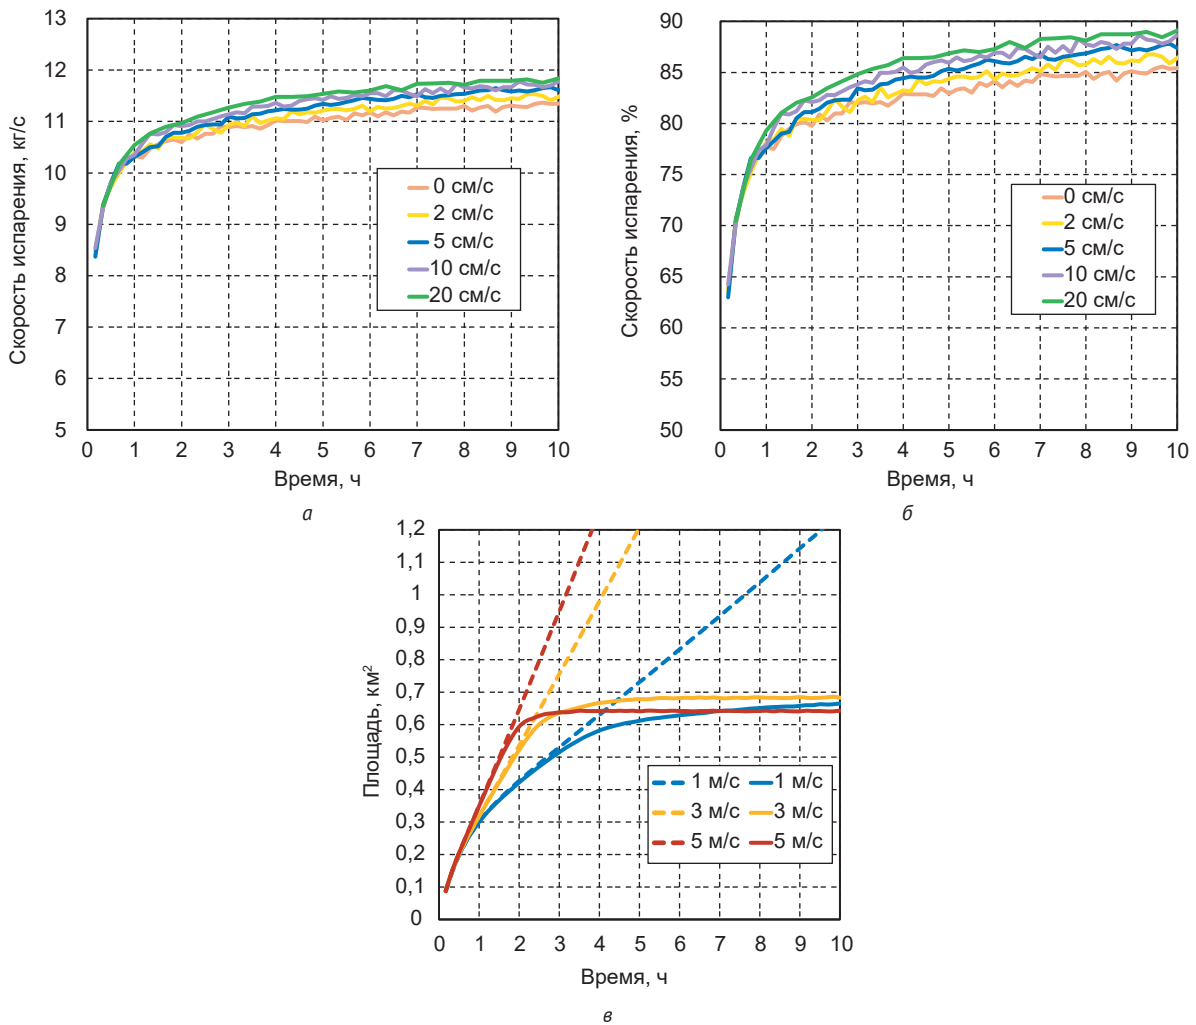 13
12
11
10
9
8
7
6
5
0 1 2 3 4 5 6 7 8 9 10
Скорость испарения, кг/с
Время, ч
0 см/с
2 см/с
5 см/с
10 см/с
20 см/с
а
90
85
80
75
70
65
60
55
50
0 1 2 3 4 5 6 7 8 9 10
Скорость испарения, %
Время, ч
0 см/с
2 см/с
5 см/с
10 см/с
20 см/с
б
1,2
1,1
1
0,9
0,8
0,7
0,6
0,5
0,4
0,3
0,2
0,1
0
0 1 2 3 4 5 6 7 8 9 10
Площадь, км²
Время, ч
1 м/с 1 м/с
3 м/с 3 м/с
5 м/с 5 м/с
в